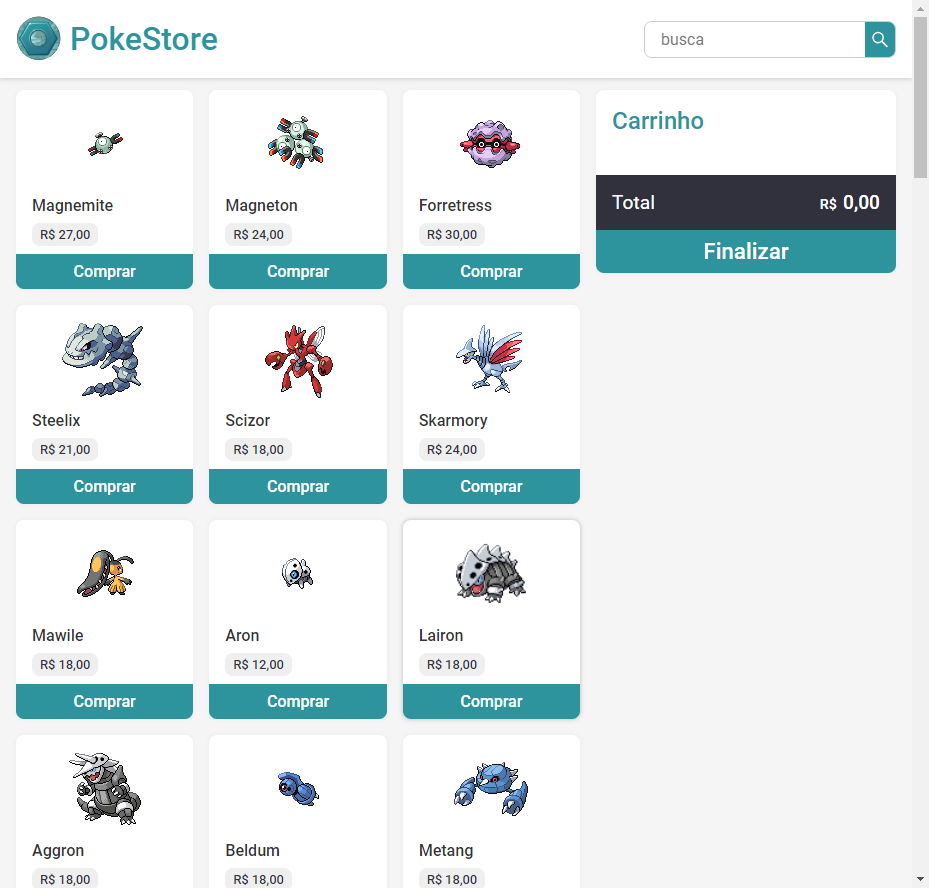 PokeStore
busca
Magnemite
R$ 27,00
Comprar
Magneton
R$ 24,00
Comprar
Forretress
R$ 30,00
Comprar
Carrinho
Total R$ 0,00
Finalizar
Steelix
R$ 21,00
Comprar
Scizor
R$ 18,00
Comprar
Skarmory
R$ 24,00
Comprar
Mawile
R$ 18,00
Comprar
Aron
R$ 12,00
Comprar
Lairon
R$ 18,00
Comprar
Aggron
R$ 18,00
Beldum
R$ 18,00
Metang
R$ 18,00